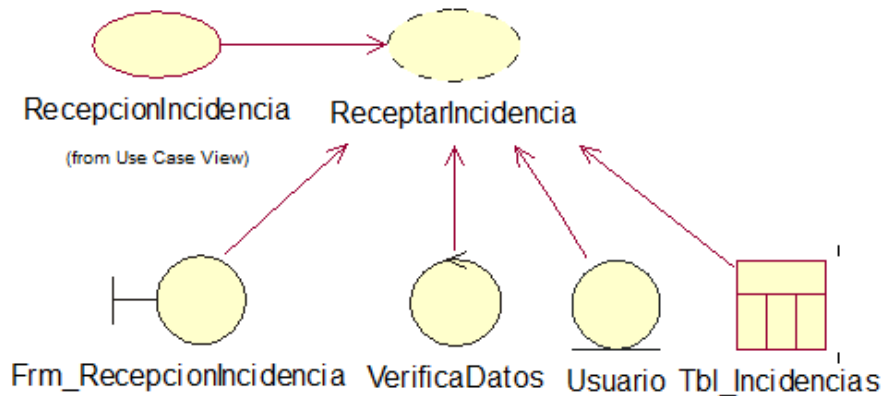 RecepcionIncidencia
ReceptarIncidencia
(from Use Case View)
Frm_RecepcionIncidencia
VerificaDatos
Usuario
Tbl_Incidencias